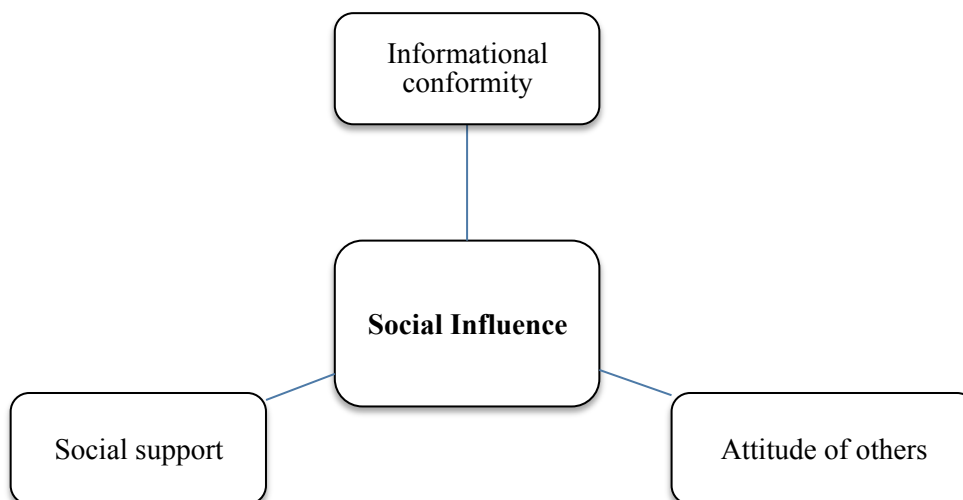 Informational
conformity
Social Influence
Social support
Attitude of others